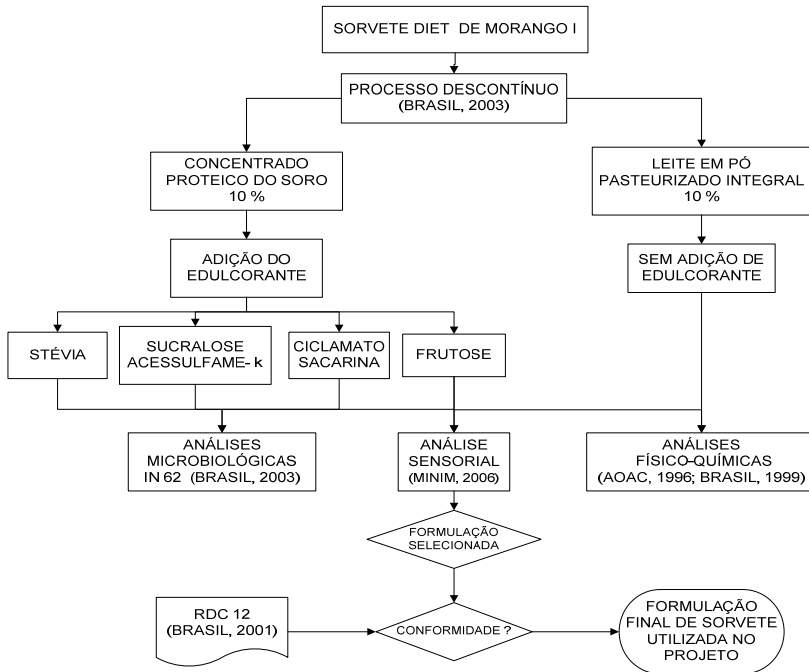 SORVETE DIET DE MORANGO I
PROCESSO DESCONTÍNUO
(BRASIL, 2003)
CONCENTRADO
PROTEICO DO SORO
10 %
LEITE EM PÓ
PASTEURIZADO INTEGRAL
10 %
ADIÇÃO DO
EDULCORANTE
SEM ADIÇÃO DE
EDULCORANTE
STÉVIA
SUCRALOSE
ACESSULFAME-k
CICLAMATO
SACARINA
FRUTOSE
ANÁLISES
MICROBIOLÓGICAS
IN 62 (BRASIL, 2003)
ANÁLISE
SENSORIAL
(MINIM, 2006)
ANÁLISES
FÍSICO-QUÍMICAS
(AOAC, 1996; BRASIL, 1999)
FORMULAÇÃO
SELECIONADA
RDC 12
(BRASIL, 2001)
CONFORMIDADE ?
FORMULAÇÃO
FINAL DE SORVETE
UTILIZADA NO
PROJETO